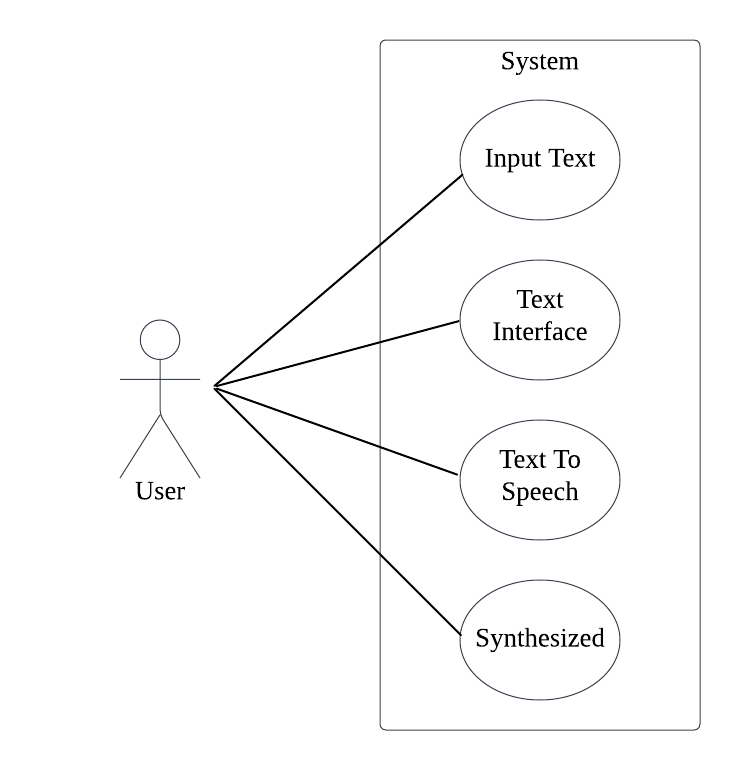 System
Input Text
Text
Interface
Text To
Speech
User
Synthesized